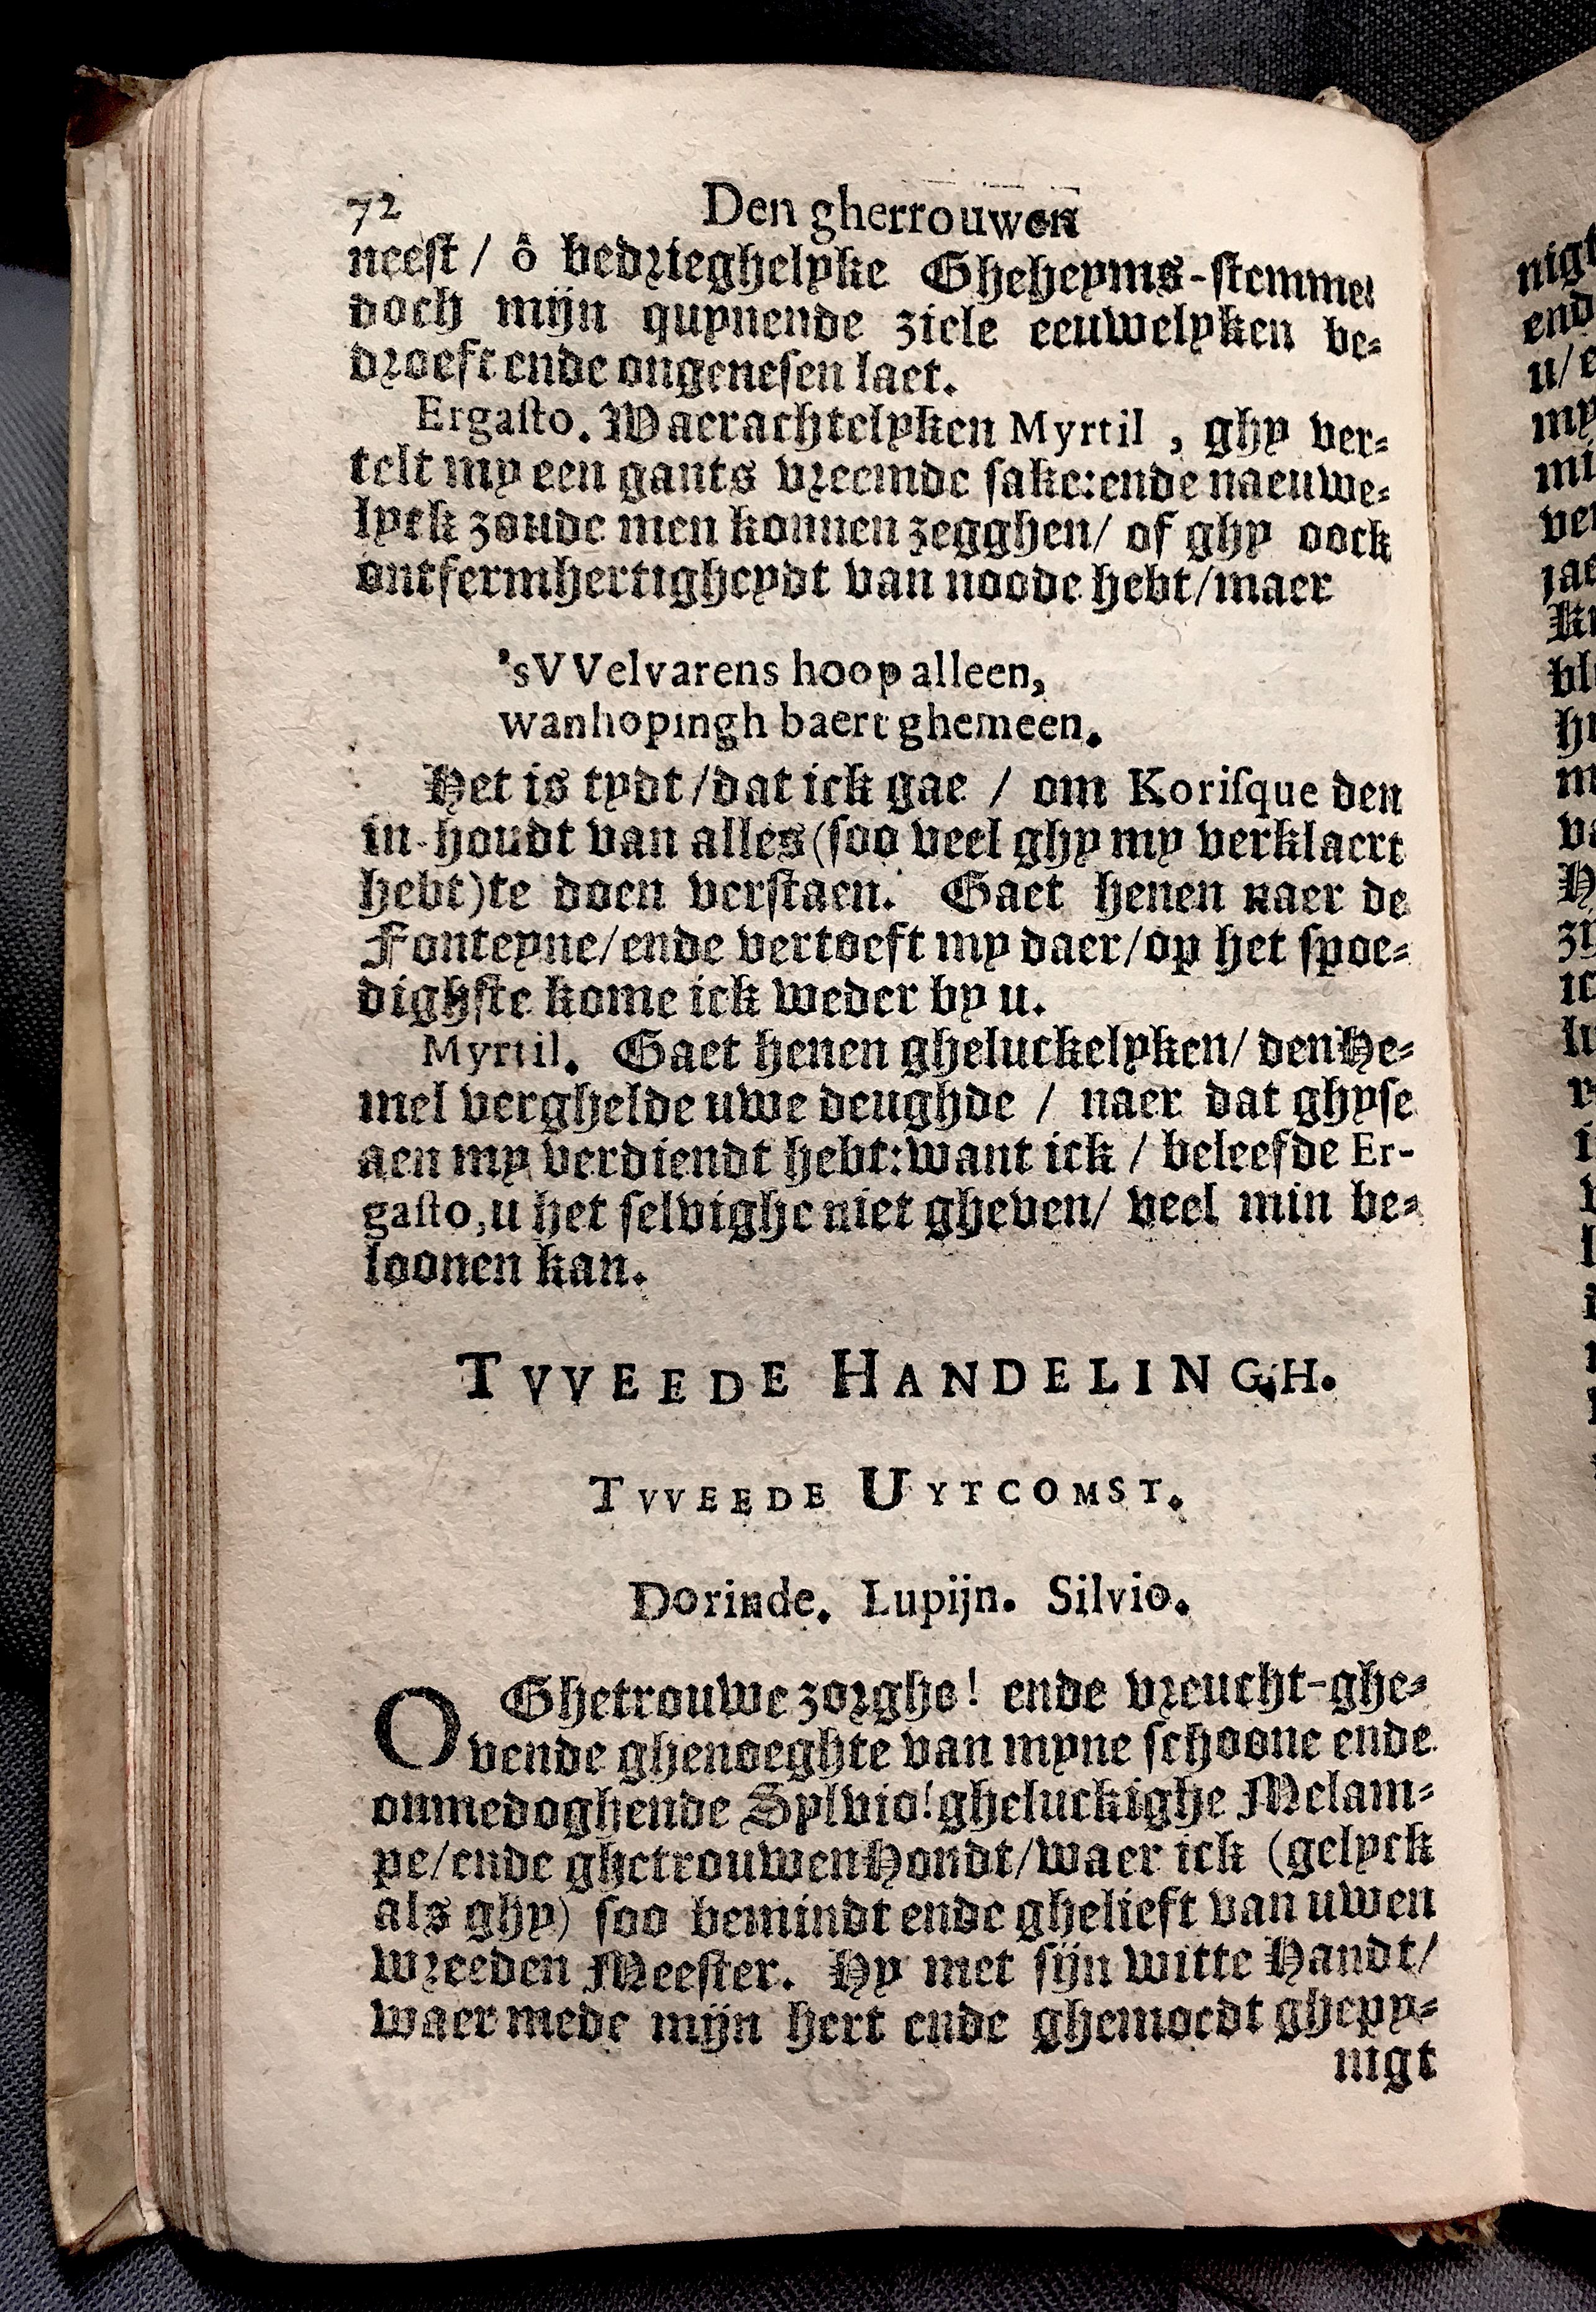 72 Den gherrouwen
neest / ô bedrieghelyke Gheheyms-stemme!
doch mijn quynende ziele eeuwelyken be-
droeft ende ongenesen laet.
Ergasto. Waerachtelyken Myrtil , ghy ver-
telt my een gants vreemde sake: ende naeuwe-
lyck zoude men konnen zegghen/ of ghy oock
ontfermhertigheydt van noode hebt/maer
'sVVelvarens hoop alleen,
wanhopingh baert ghemeen.
Het is tydt /dat ick gae / om Korisque den
in-houdt van alles(soo veel ghy my verklaert
hebt)te doen verstaen. Gaet henen naer de
Fonteyne/ende vertoeft my daer/op het spoe-
dighste kome ick weder by u.
Myrtil. Gaet henen gheluckelyken/ den He-
mel verghelde uwe deughde / naer dat ghyse
aen my verdiendt hebt:want ick / beleefde Er-
gasto,u het selvighe niet gheven/ veel min be-
loonen kan.
TVVEEDE HANDELINGH.
TVVEEDE UYTCOMST.
Dorinde. Lupijn. Silvio.
O Ghetrouwe zorghe! ende vreucht-ghe-
vende ghenoeghte van myne schoone ende
onmedoghende Sylvio!gheluckighe Melam-
pe/ende ghetrouwen Hondt/waer ick (gelyck
als ghy) soo bemindt ende ghelieft van uwen
wreeden Meester. Hy met sijn witte Handt/
waer mede mijn hert ende ghemoedt ghepy-
nigt